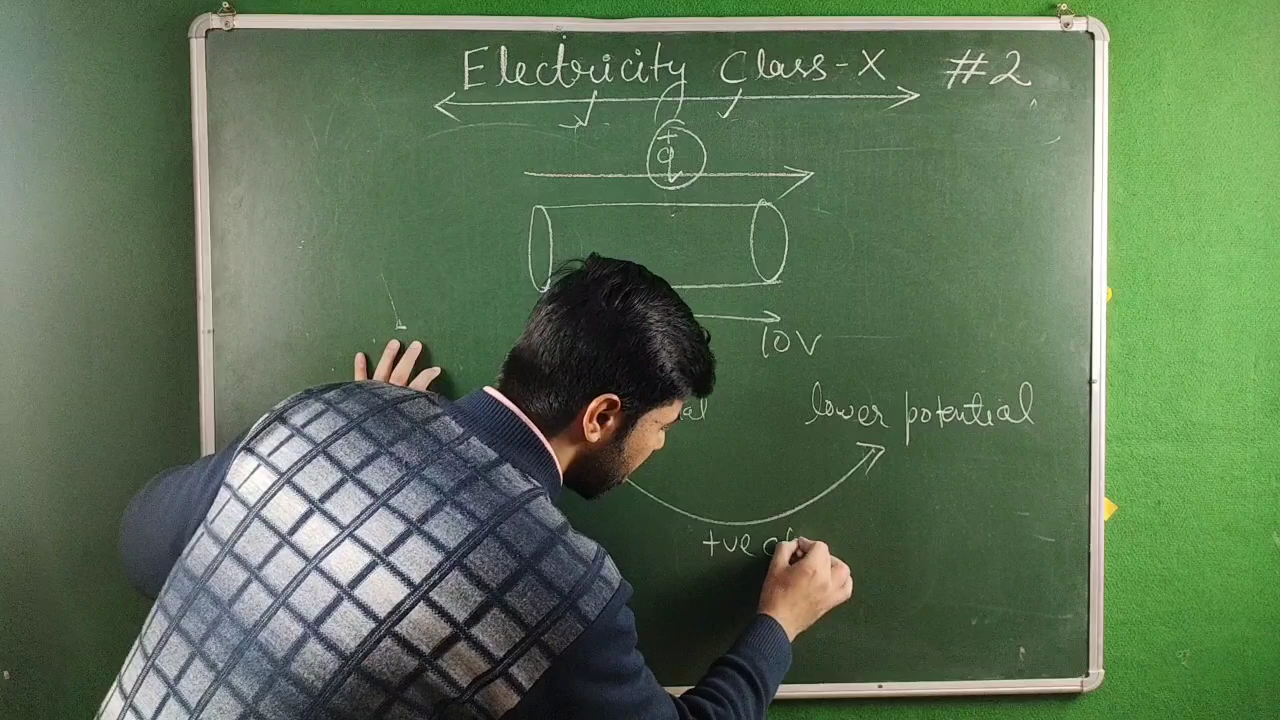 Electricity Class-X #2
+
q
10V
lower potential
+ve